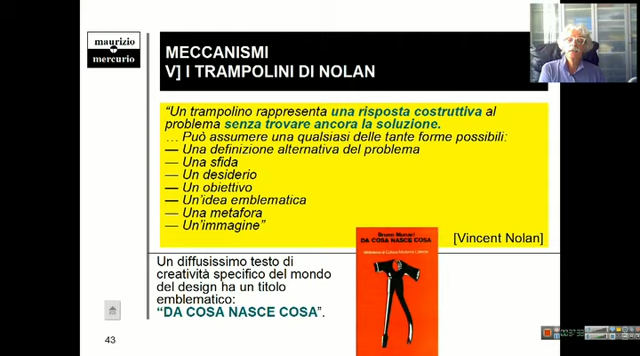 maurizio
mercurio
MECCANISMI
V] I TRAMPOLINI DI NOLAN
“Un trampolino rappresenta una risposta costruttiva al
problema senza trovare ancora la soluzione.
… Può assumere una qualsiasi delle tante forme possibili:
— Una definizione alternativa del problema
— Una sfida
— Un desiderio
— Un obiettivo
— Un'idea emblematica
— Una metafora
— Un'immagine”
[Vincent Nolan]
Un diffusissimo testo di
creatività specifico del mondo
del design ha un titolo
emblematico:
“DA COSA NASCE COSA”.
Bruno Munari
DA COSA NASCE COSA
43